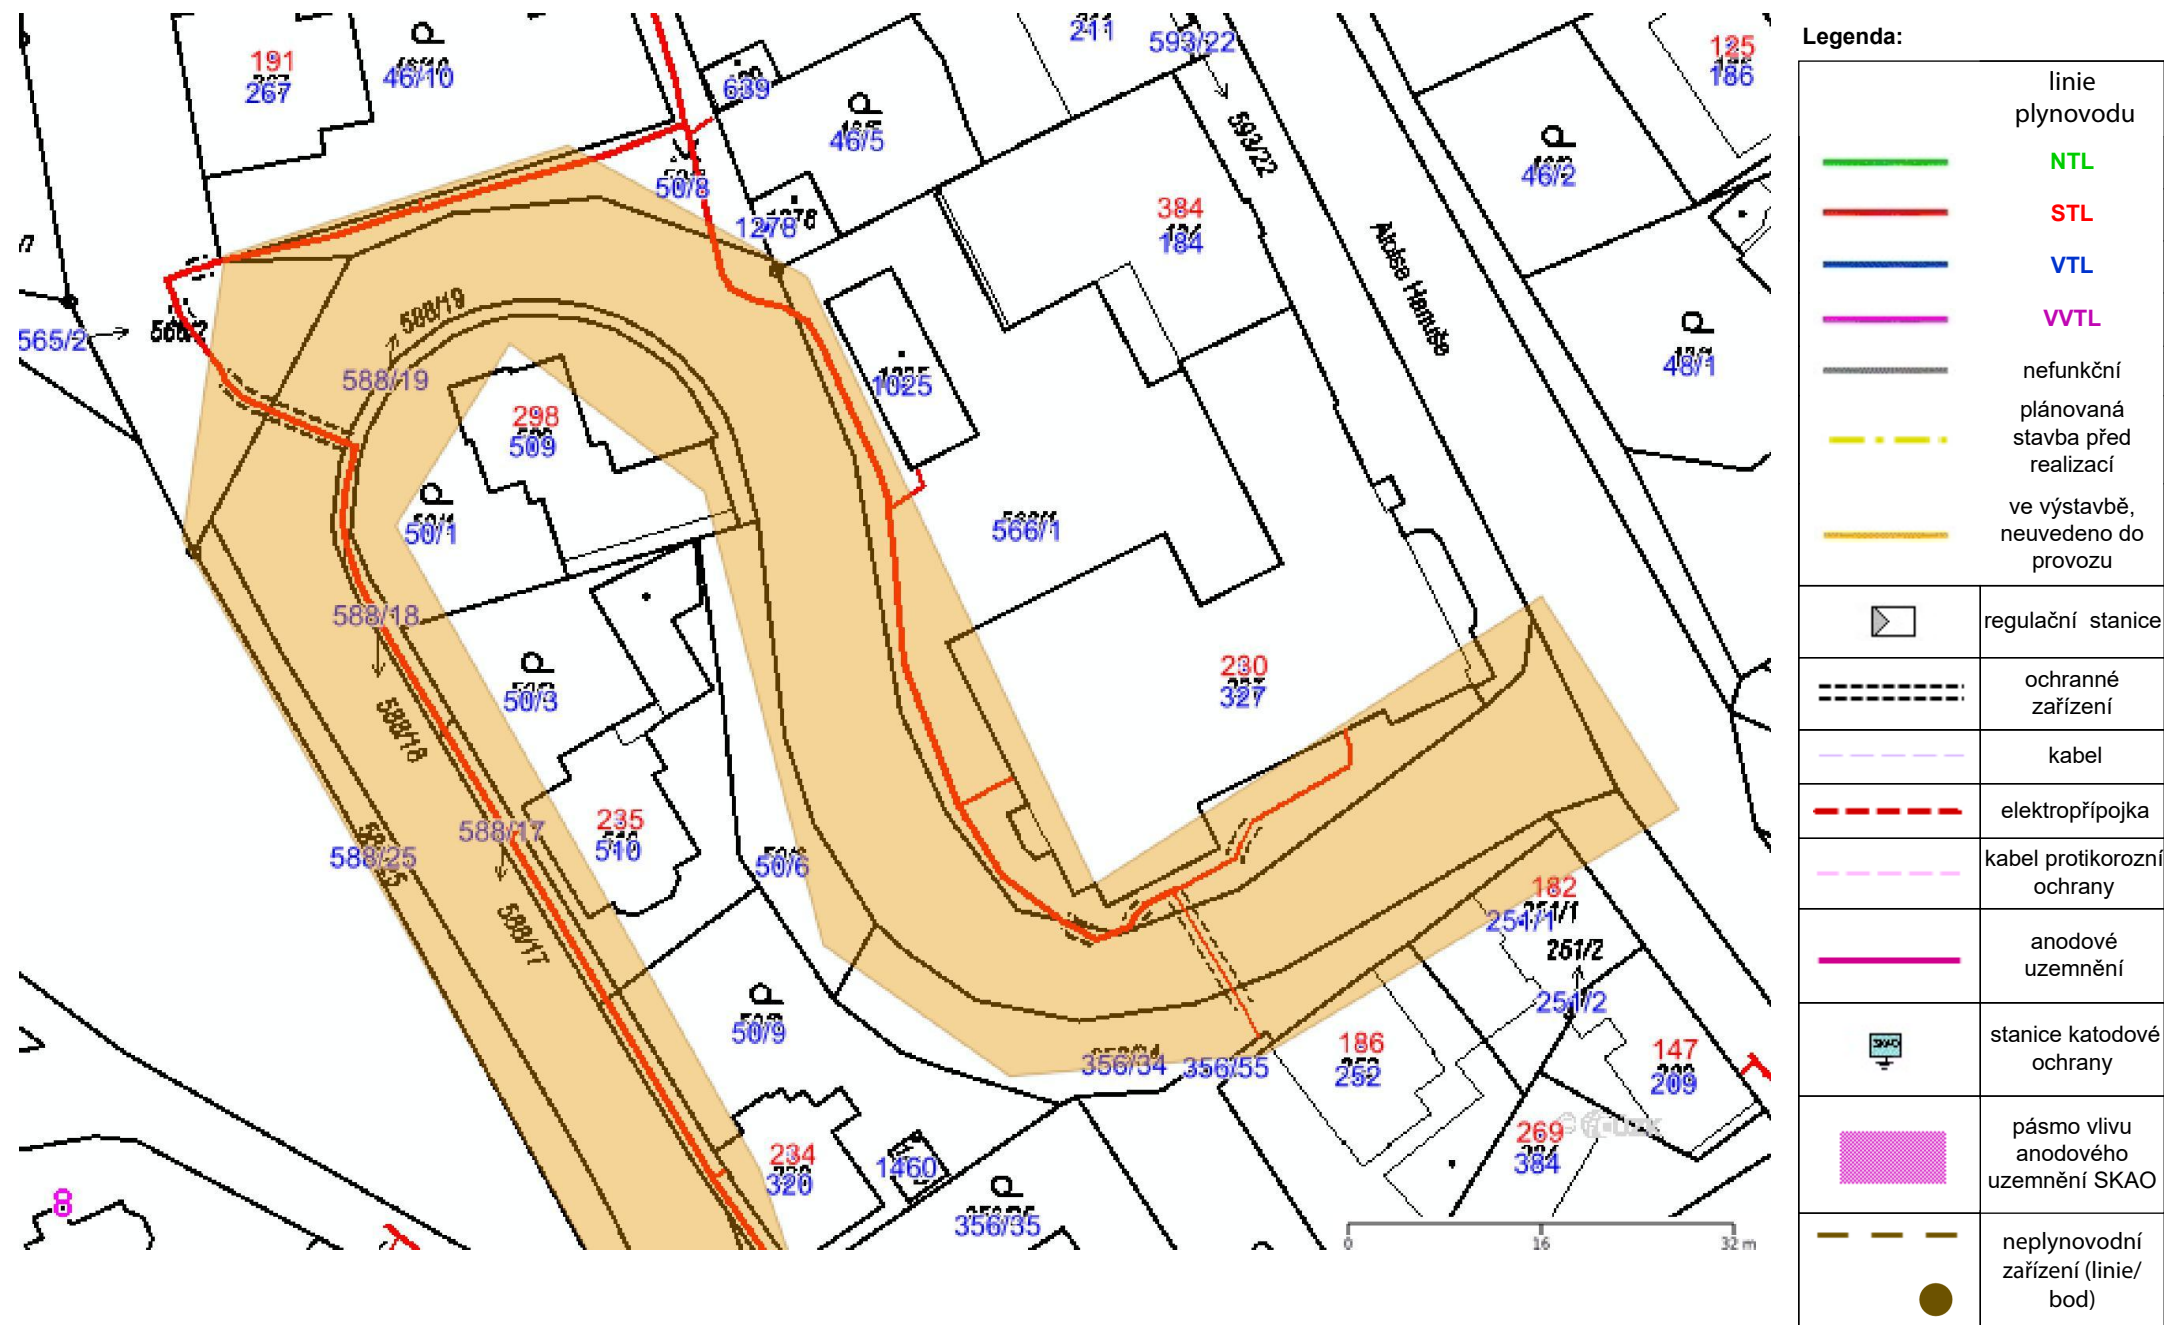 191
267
46/10
639
46/5
211
593/22
593/22
125
186
46/2
50/8
1278
384
184
Aloise Hanuše
48/1
565/2
565/2
588/19
588/19
298
509
50/1
1025
566/1
588/18
588/18
50/3
230
327
235
510
588/17
588/17
588/25
50/6
50/9
182
251/1
251/2
251/2
356/34
356/55
186
252
147
209
269
384
234
320
1460
356/35
8
0 16 32 m
Legenda:
linie
plynovodu
NTL
STL
VTL
VVTL
nefunkční
plánovaná
stavba před
realizací
ve výstavbě,
neuvedeno do
provozu
regulační stanice
ochranné
zařízení
kabel
elektropřípojka
kabel protikorozní
ochrany
anodové
uzemnění
SKAO
stanice katodové
ochrany
pásmo vlivu
anodového
uzemnění SKAO
neplynovodní
zařízení (linie/
bod)